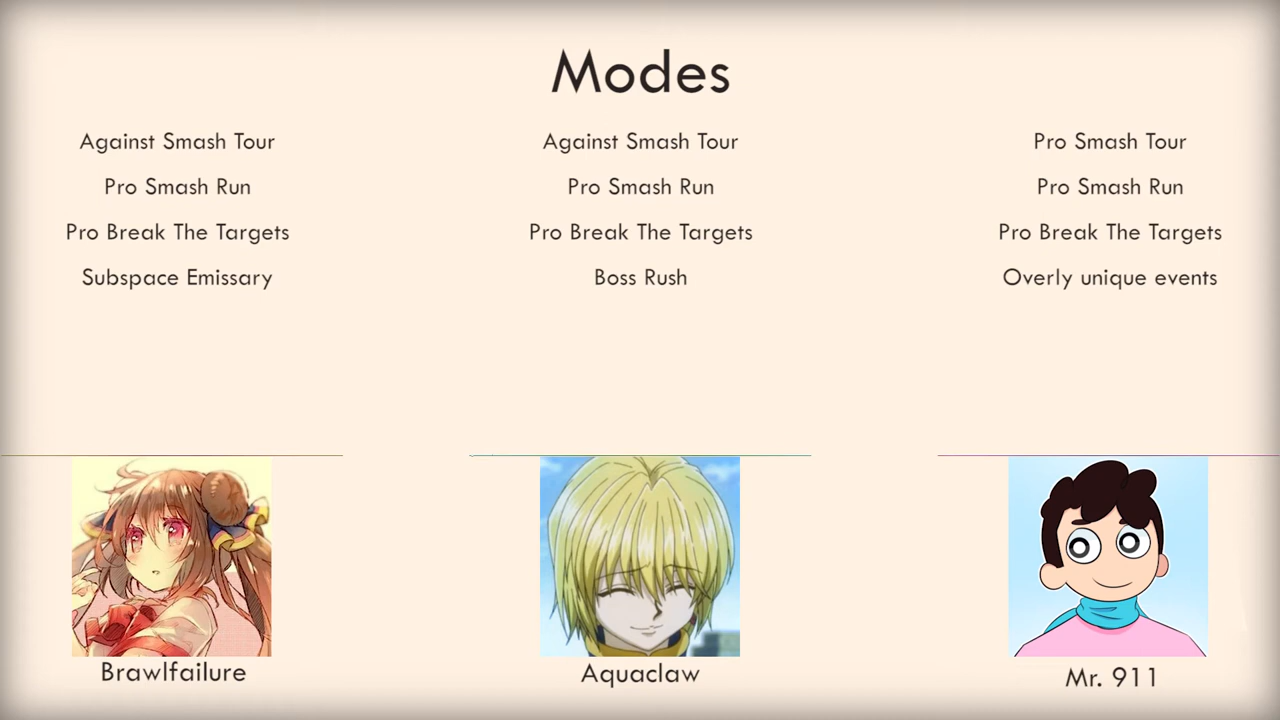 Modes
Against Smash Tour
Pro Smash Run
Pro Break The Targets
Subspace Emissary
Against Smash Tour
Pro Smash Run
Pro Break The Targets
Boss Rush
Pro Smash Tour
Pro Smash Run
Pro Break The Targets
Overly unique events
Brawlfailure
Aquaclaw
Mr. 911